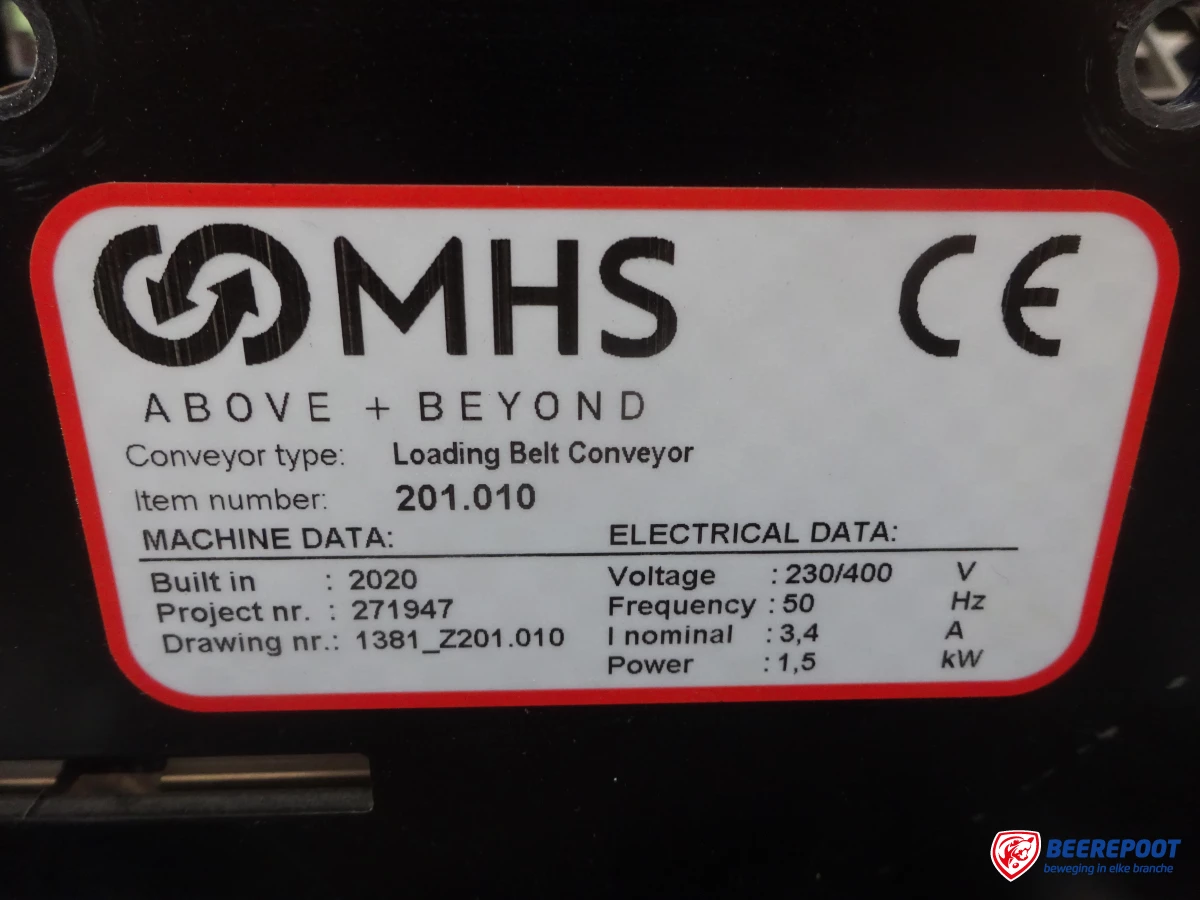 MHS CE
ABOVE + BEYOND
Conveyor type: Loading Belt Conveyor
Item number: 201.010
MACHINE DATA: ELECTRICAL DATA:
Built in : 2020 Voltage : 230/400 V
Project nr. : 271947 Frequency : 50 Hz
Drawing nr.: 1381_Z201.010 I nominal : 3,4 A
Power : 1,5 kW
BEEREPOOT
beweging in elke branche